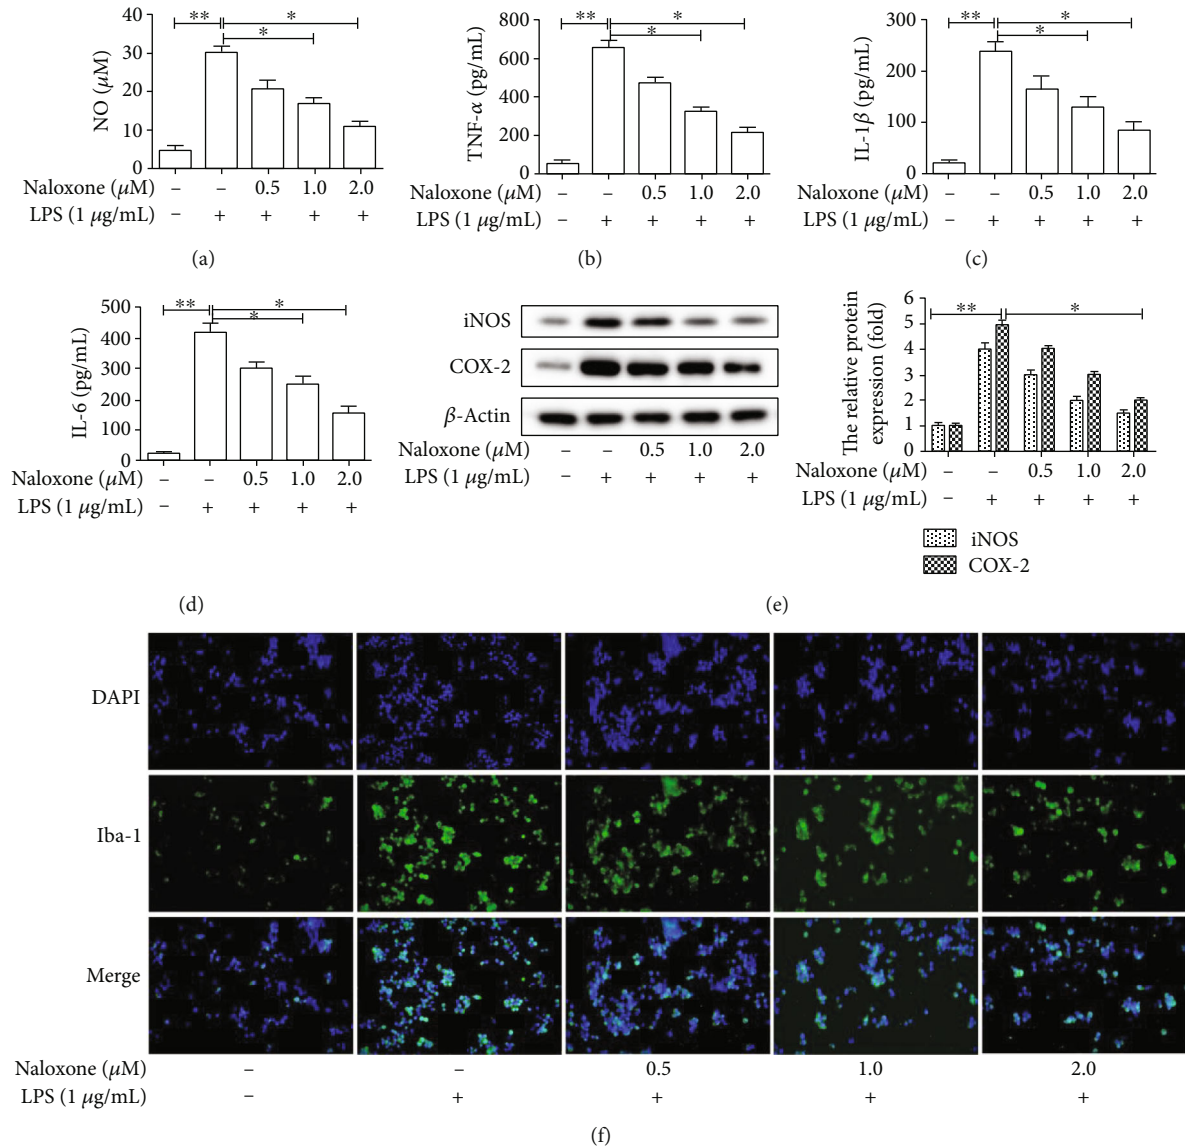 NO (μM)
40
30
20
10
0
** *
*
Naloxone (μM) – – 0.5 1.0 2.0
LPS (1 μg/mL) – + + + +
(a)
TNF-α (pg/mL)
800
600
400
200
0
** *
*
Naloxone (μM) – – 0.5 1.0 2.0
LPS (1 μg/mL) – + + + +
(b)
IL-1β (pg/mL)
300
200
100
0
** *
*
Naloxone (μM) – – 0.5 1.0 2.0
LPS (1 μg/mL) – + + + +
(c)
IL-6 (pg/mL)
500
400
300
200
100
0
** *
*
Naloxone (μM) – – 0.5 1.0 2.0
LPS (1 μg/mL) – + + + +
(d)
iNOS
COX-2
β-Actin
Naloxone (μM) – – 0.5 1.0 2.0
LPS (1 μg/mL) – + + + +
The relative protein
expression (fold)
6
5
4
3
2
1
0
** *
Naloxone (μM) – – 0.5 1.0 2.0
LPS (1 μg/mL) – + + + +
iNOS
COX-2
(e)
DAPI
Iba-1
Merge
Naloxone (μM) – – 0.5 1.0 2.0
LPS (1 μg/mL) – + + + +
(f)